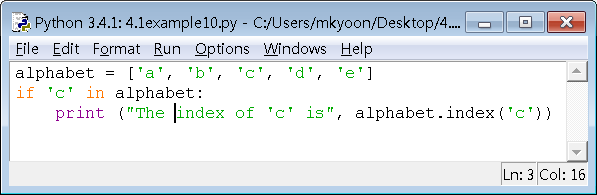 Python 3.4.1: 4.1example10.py - C:/Users/mkyoon/Desktop/4....
File Edit Format Run Options Windows Help
alphabet = ['a', 'b', 'c', 'd', 'e']
if 'c' in alphabet:
    print ("The index of 'c' is", alphabet.index('c'))
Ln: 3 Col: 16